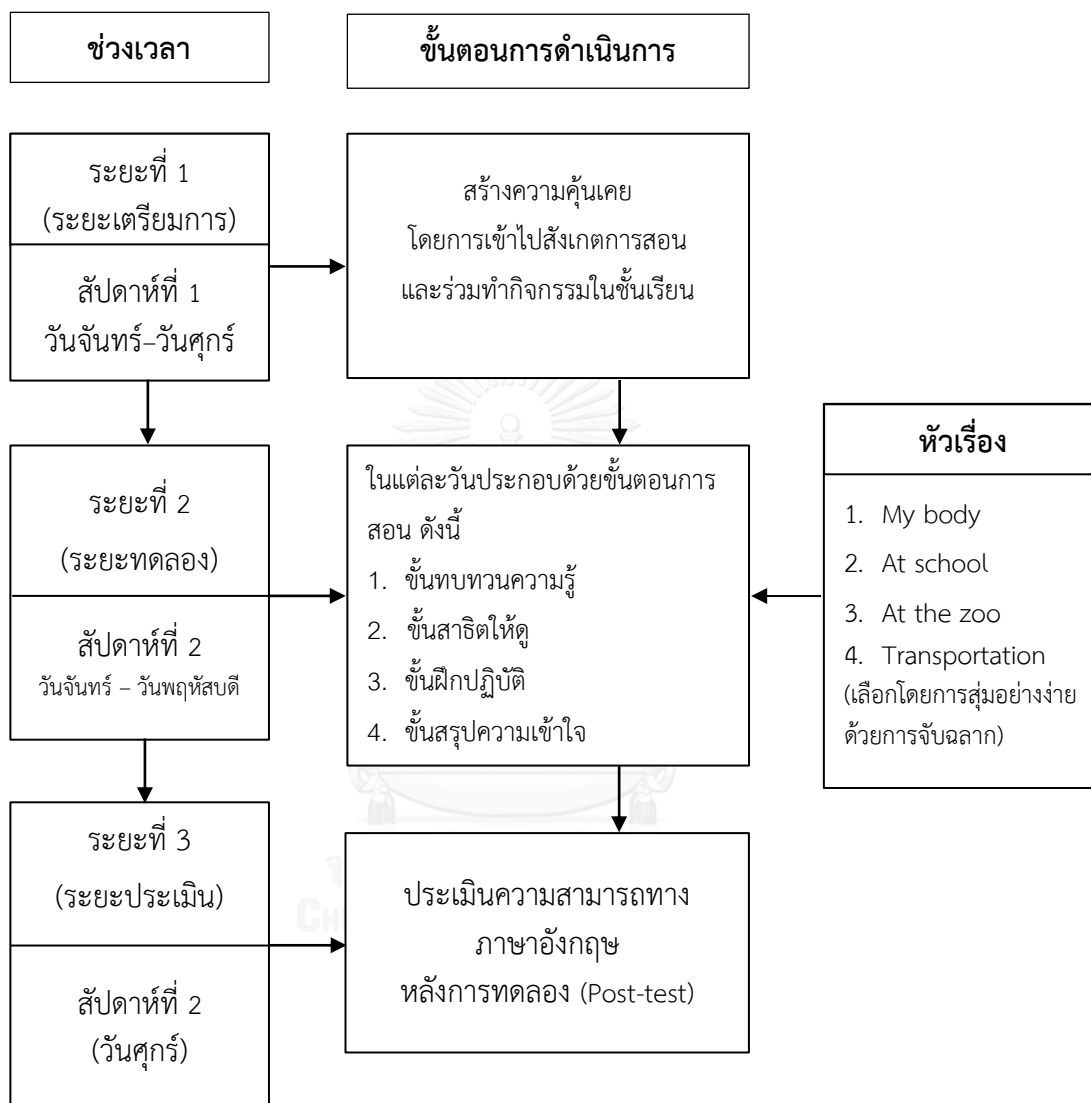 ช่วงเวลา
ขั้นตอนการดำเนินการ
ระยะที่ 1
(ระยะเตรียมการ)
สัปดาห์ที่ 1
วันจันทร์–วันศุกร์
สร้างความคุ้นเคย
โดยการเข้าไปสังเกตการสอน
และร่วมทำกิจกรรมในชั้นเรียน
ระยะที่ 2
(ระยะทดลอง)
สัปดาห์ที่ 2
วันจันทร์ – วันพฤหัสบดี
ในแต่ละวันประกอบด้วยขั้นตอนการ
สอน ดังนี้
1. ขั้นทบทวนความรู้
2. ขั้นสาธิตให้ดู
3. ขั้นฝึกปฏิบัติ
4. ขั้นสรุปความเข้าใจ
หัวเรื่อง
1. My body
2. At school
3. At the zoo
4. Transportation
(เลือกโดยการสุ่มอย่างง่าย
ด้วยการจับฉลาก)
ระยะที่ 3
(ระยะประเมิน)
สัปดาห์ที่ 2
(วันศุกร์)
ประเมินความสามารถทาง
ภาษาอังกฤษ
หลังการทดลอง (Post-test)